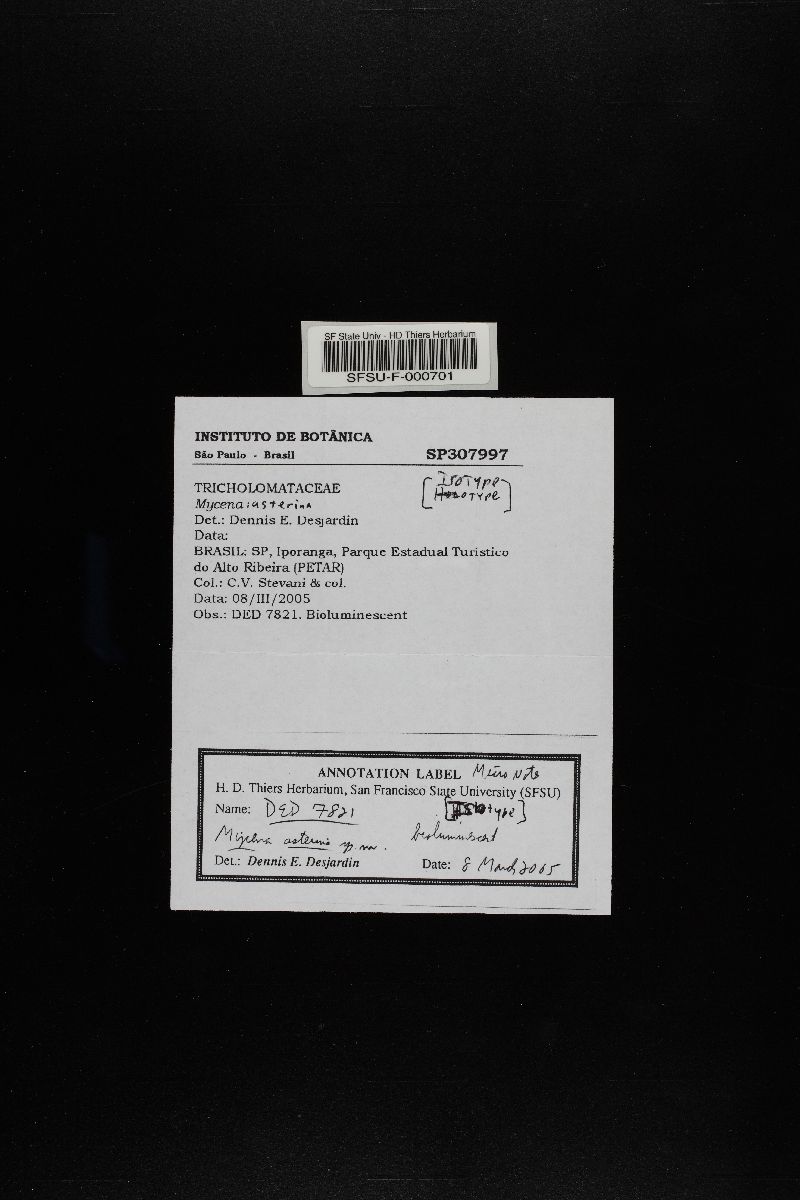 SF State Univ - HD Thiers Herbarium
SFSU-F-000701
INSTITUTO DE BOTÂNICA
São Paulo - Brasil
SP307997
TRICHOLOMATACEAE
[Isotype
Holotype]
Mycena asterina
Det.: Dennis E. Desjardin
Data:
BRASIL: SP, Iporanga, Parque Estadual Turístico
do Alto Ribeira (PETAR)
Col.: C.V. Stevani & col.
Data: 08/III/2005
Obs.: DED 7821. Bioluminescent
ANNOTATION LABEL Micro Nots
H. D. Thiers Herbarium, San Francisco State University (SFSU)
Name: DED 7821 [Isotype]
Mycena asterina sp. nov. bioluminescent
Det.: Dennis E. Desjardin Date: 8 March 2005